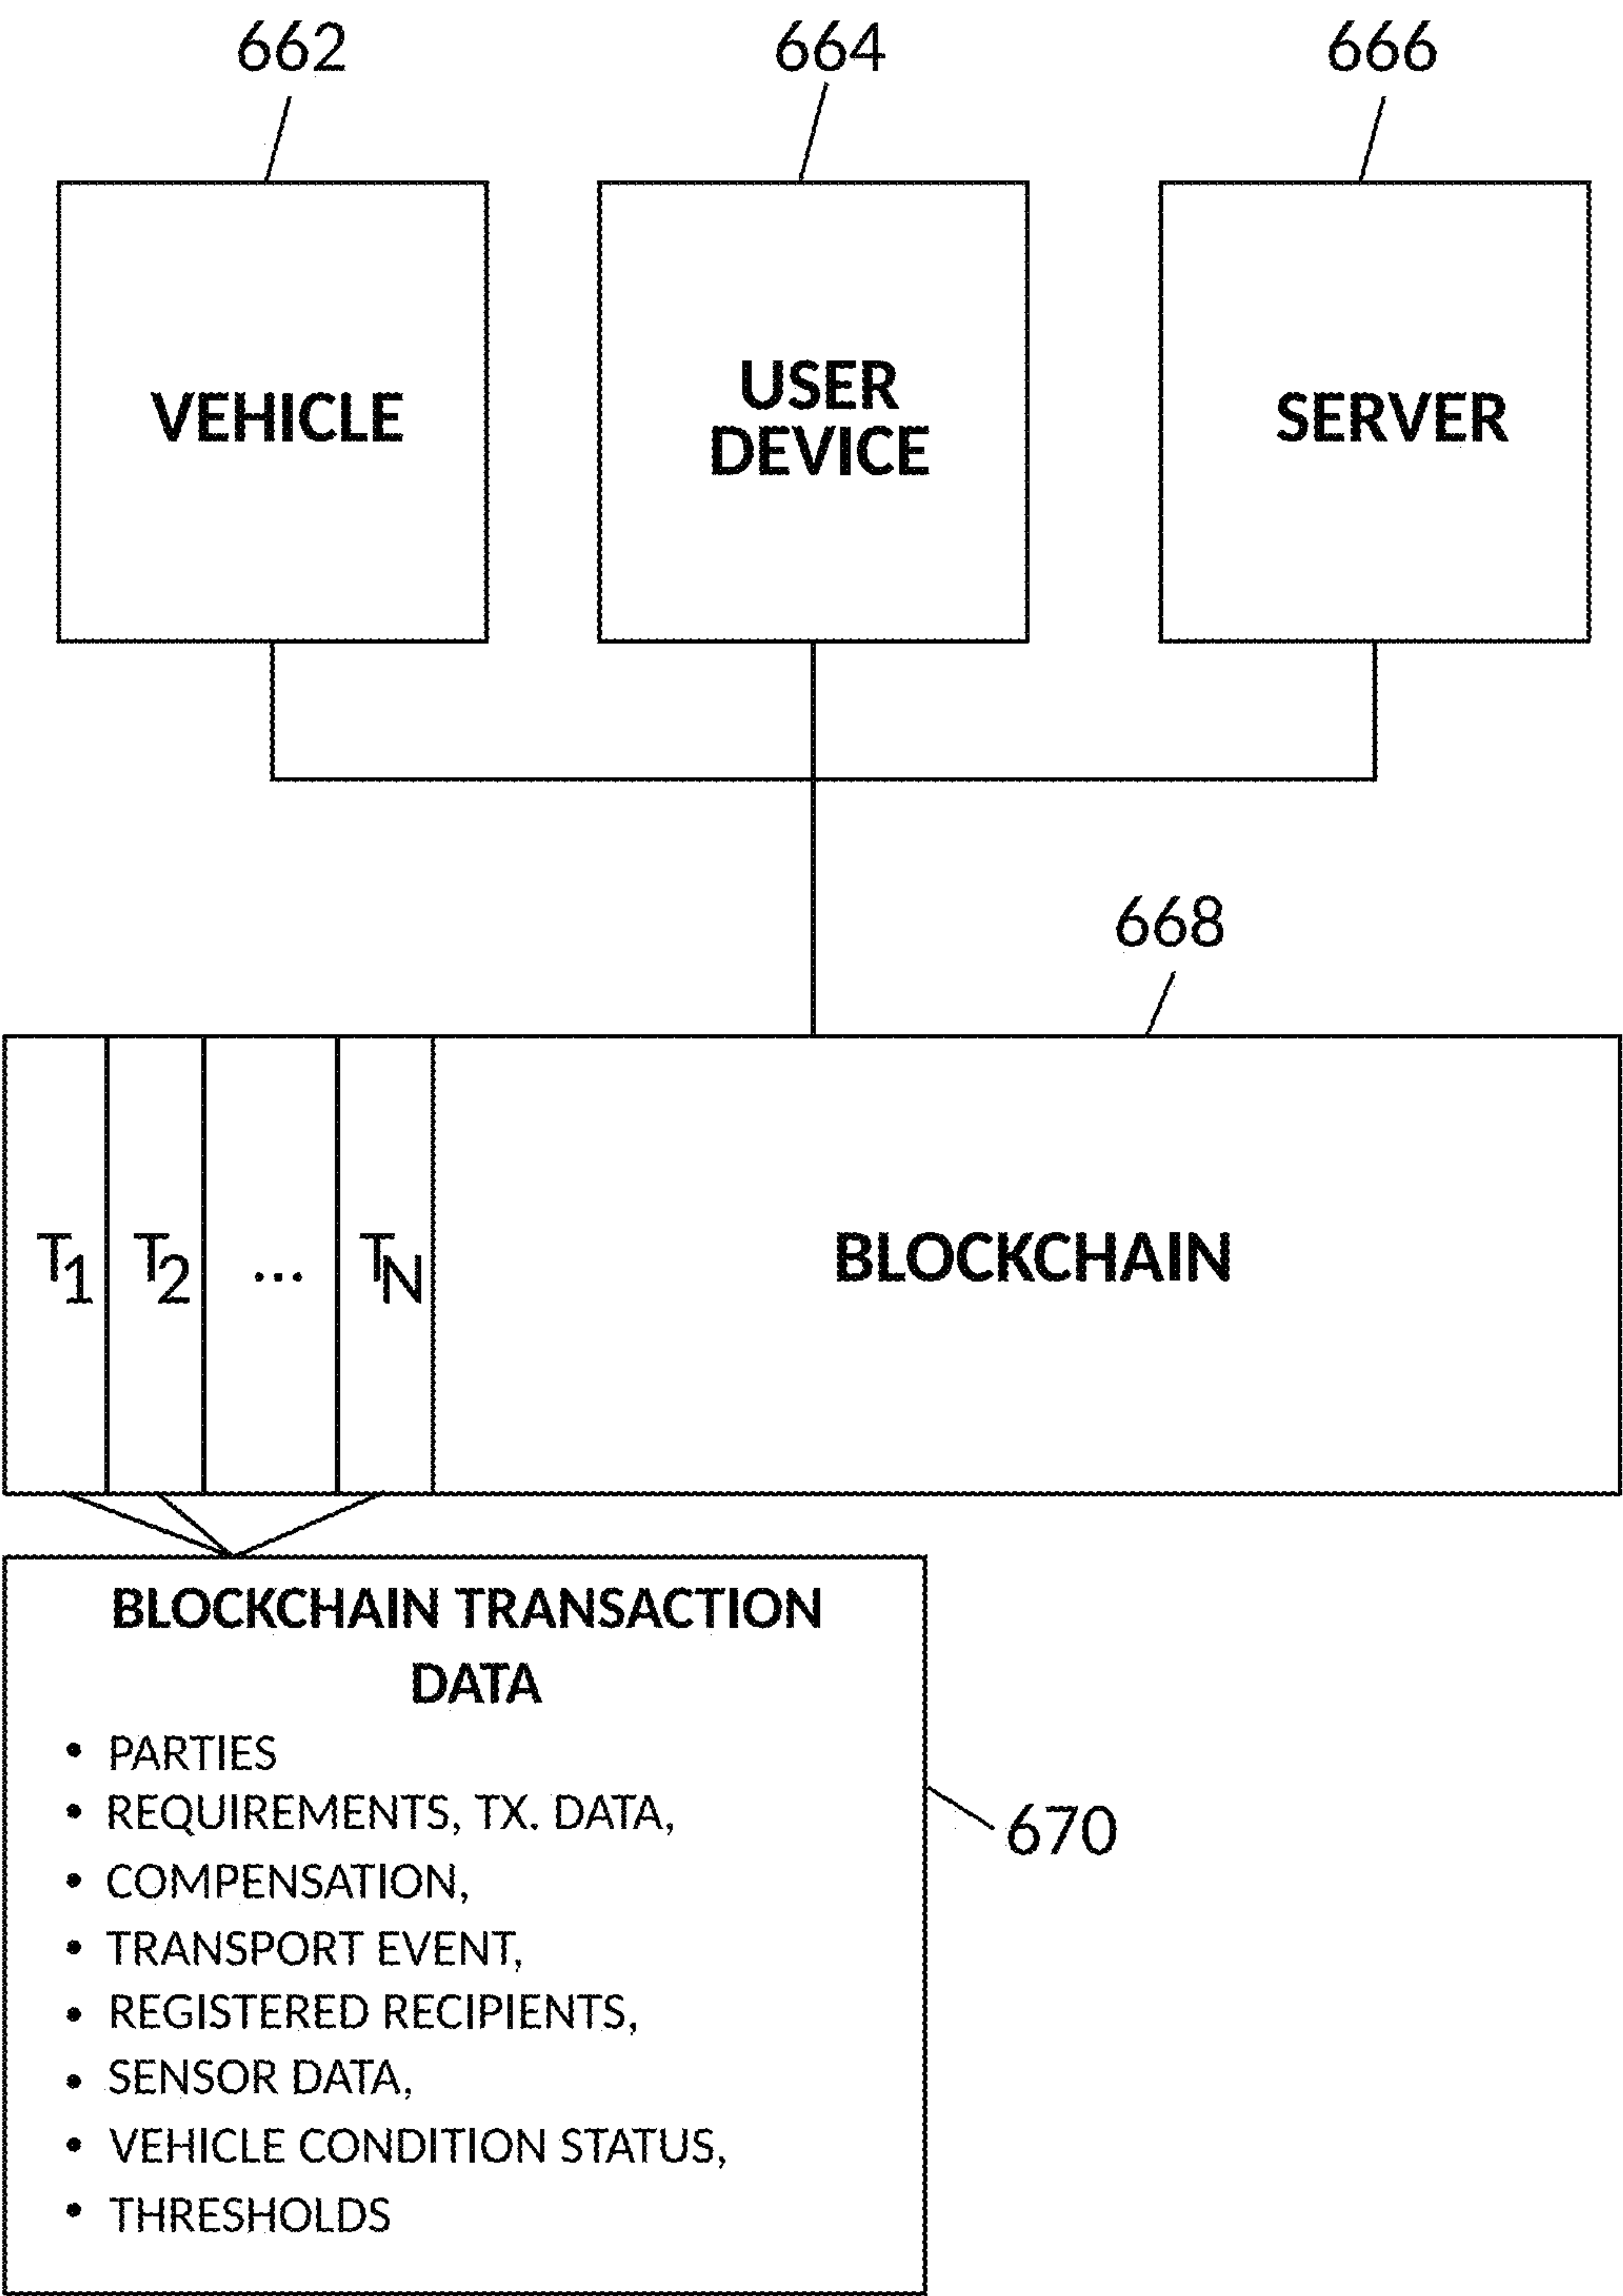 662
664
666
VEHICLE
USER
DEVICE
SERVER
668
T1
T2
...
TN
BLOCKCHAIN
BLOCKCHAIN TRANSACTION
DATA
• PARTIES
• REQUIREMENTS, TX. DATA,
• COMPENSATION,
• TRANSPORT EVENT,
• REGISTERED RECIPIENTS,
• SENSOR DATA,
• VEHICLE CONDITION STATUS,
• THRESHOLDS
670